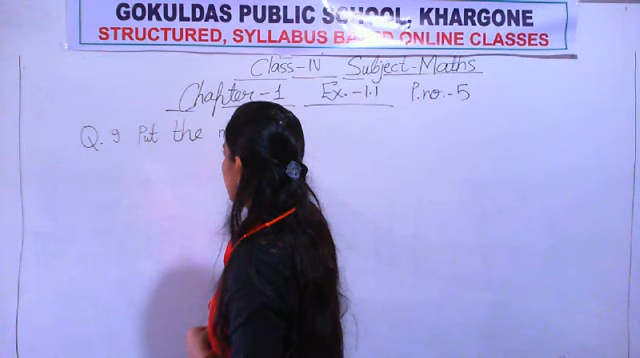 GOKULDAS PUBLIC SCHOOL, KHARGONE
STRUCTURED, SYLLABUS BASED ONLINE CLASSES
Class-IV Subject-Maths
Chapter-1 Ex.-1.1 P.no.-5
Q.9 Put the